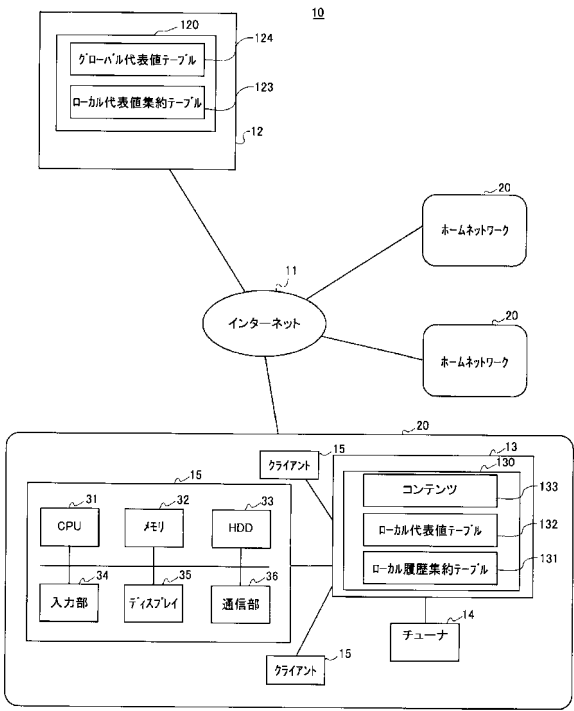 10
120
124
グローバル代表値テーブル
123
ローカル代表値集約テーブル
12
20
ホームネットワーク
11
インターネット
20
ホームネットワーク
20
15
クライアント
13
130
コンテンツ
133
ローカル代表値テーブル
132
ローカル履歴集約テーブル
131
15
31
CPU
32
メモリ
33
HDD
34
入力部
35
ディスプレイ
36
通信部
14
チューナ
15
クライアント